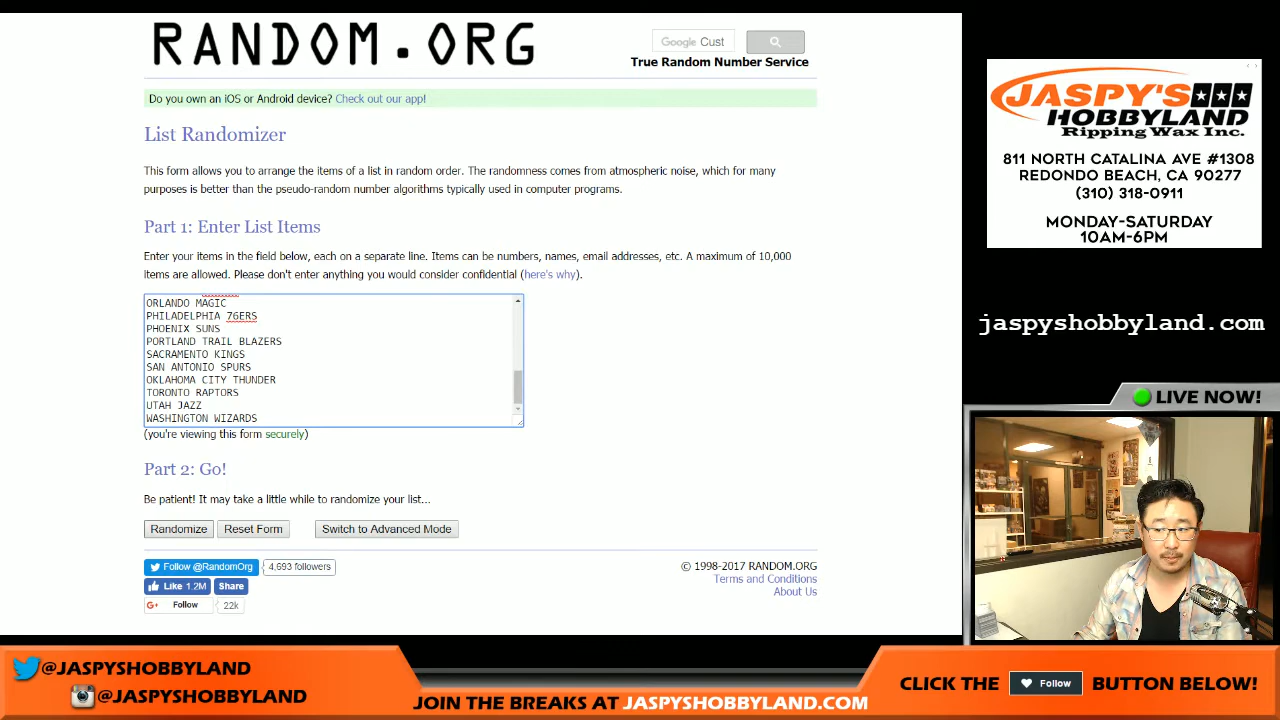 RANDOM.ORG
Google Cust
True Random Number Service
Do you own an iOS or Android device? Check out our app!
List Randomizer
This form allows you to arrange the items of a list in random order. The randomness comes from atmospheric noise, which for many
purposes is better than the pseudo-random number algorithms typically used in computer programs.
Part 1: Enter List Items
Enter your items in the field below, each on a separate line. Items can be numbers, names, email addresses, etc. A maximum of 10,000
items are allowed. Please don't enter anything you would consider confidential (here's why).
ORLANDO MAGIC
PHILADELPHIA 76ERS
PHOENIX SUNS
PORTLAND TRAIL BLAZERS
SACRAMENTO KINGS
SAN ANTONIO SPURS
OKLAHOMA CITY THUNDER
TORONTO RAPTORS
UTAH JAZZ
WASHINGTON WIZARDS
(you're viewing this form securely)
Part 2: Go!
Be patient! It may take a little while to randomize your list...
Randomize Reset Form Switch to Advanced Mode
Follow @RandomOrg 4,693 followers
Like 1.2M Share
Follow 22k
© 1998-2017 RANDOM.ORG
Terms and Conditions
About Us
JASPY'S
HOBBYLAND
Ripping Wax Inc.
811 NORTH CATALINA AVE #1308
REDONDO BEACH, CA 90277
(310) 318-0911
MONDAY-SATURDAY
10AM-6PM
jaspyshobbyland.com
LIVE NOW!
@JASPYSHOBBYLAND
@JASPYSHOBBYLAND
JOIN THE BREAKS AT JASPYSHOBBYLAND.COM
CLICK THE Follow BUTTON BELOW!